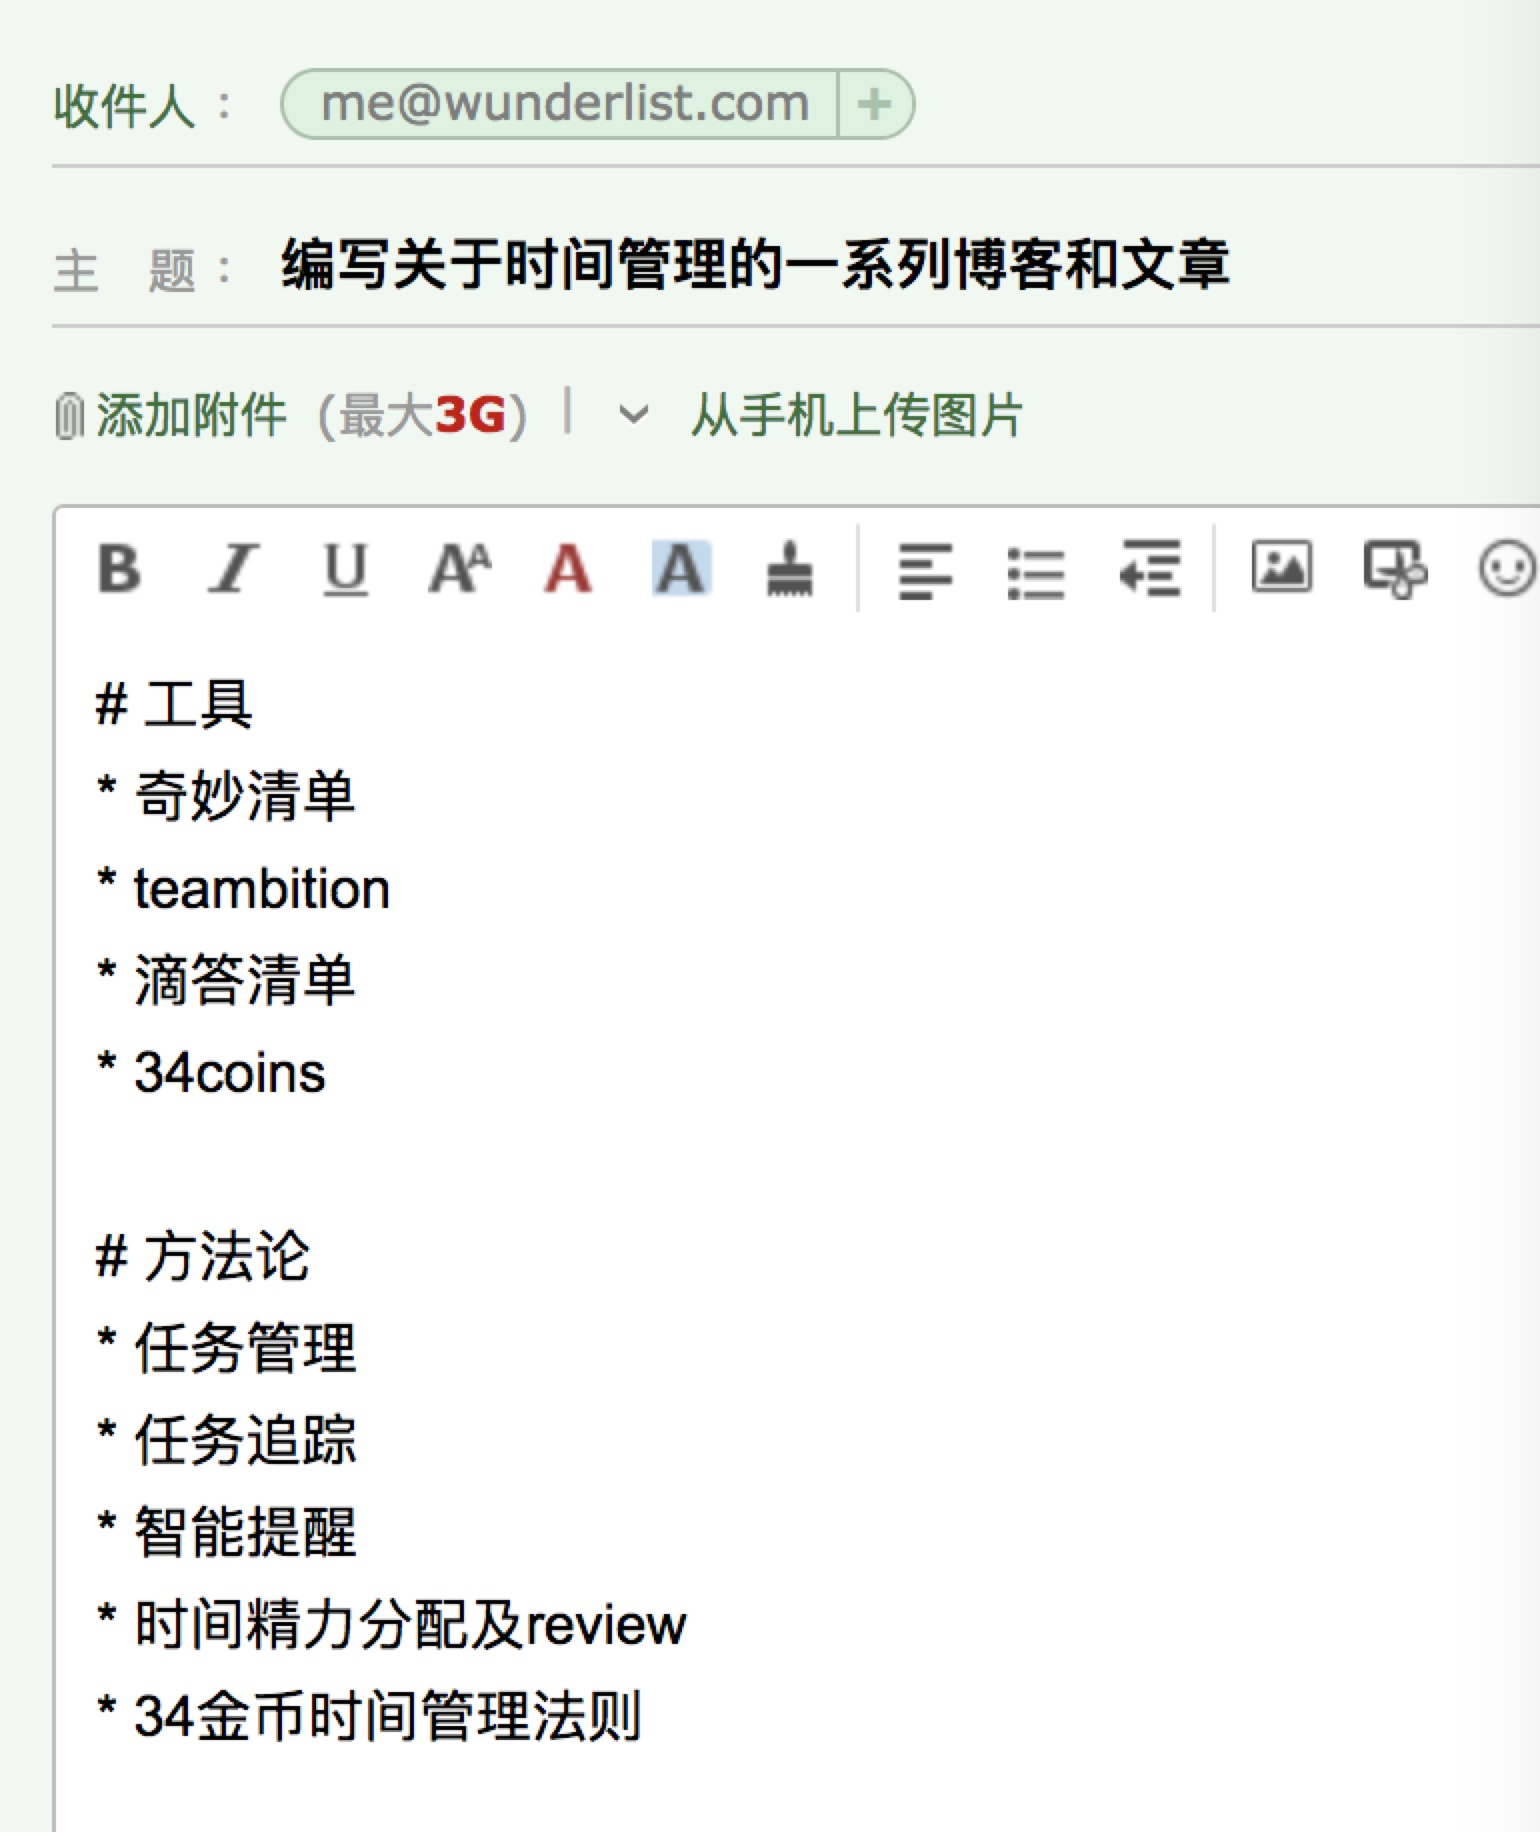 收件人： me@wunderlist.com +
主 题： 编写关于时间管理的一系列博客和文章
添加附件 (最大3G) | 从手机上传图片
B I U AA A A
# 工具
* 奇妙清单
* teambition
* 滴答清单
* 34coins
# 方法论
* 任务管理
* 任务追踪
* 智能提醒
* 时间精力分配及review
* 34金币时间管理法则